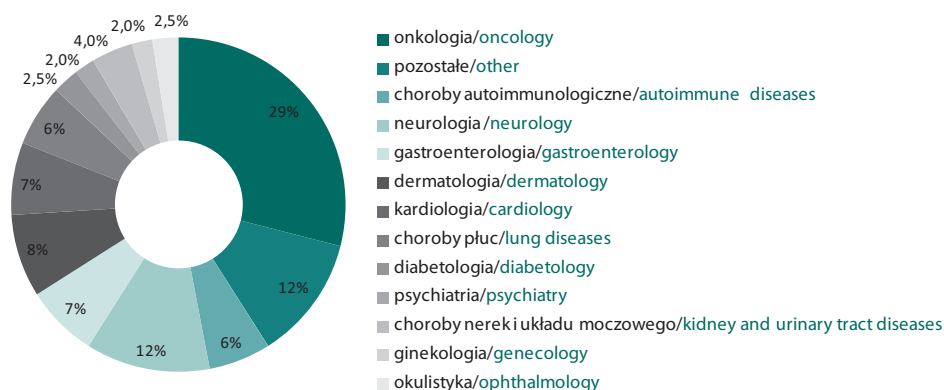 2,5%
2,0%
4,0%
2,0%
2,5%
29%
6%
7%
8%
7%
12%
6%
12%
onkologia/oncology
pozostałe/other
choroby autoimmunologiczne/autoimmune diseases
neurologia/neurology
gastroenterologia/gastroenterology
dermatologia/dermatology
kardiologia/cardiology
choroby płuc/lung diseases
diabetologia/diabetology
psychiatria/psychiatry
choroby nerek i układu moczowego/kidney and urinary tract diseases
ginekologia/genecology
okulistyka/ophthalmology